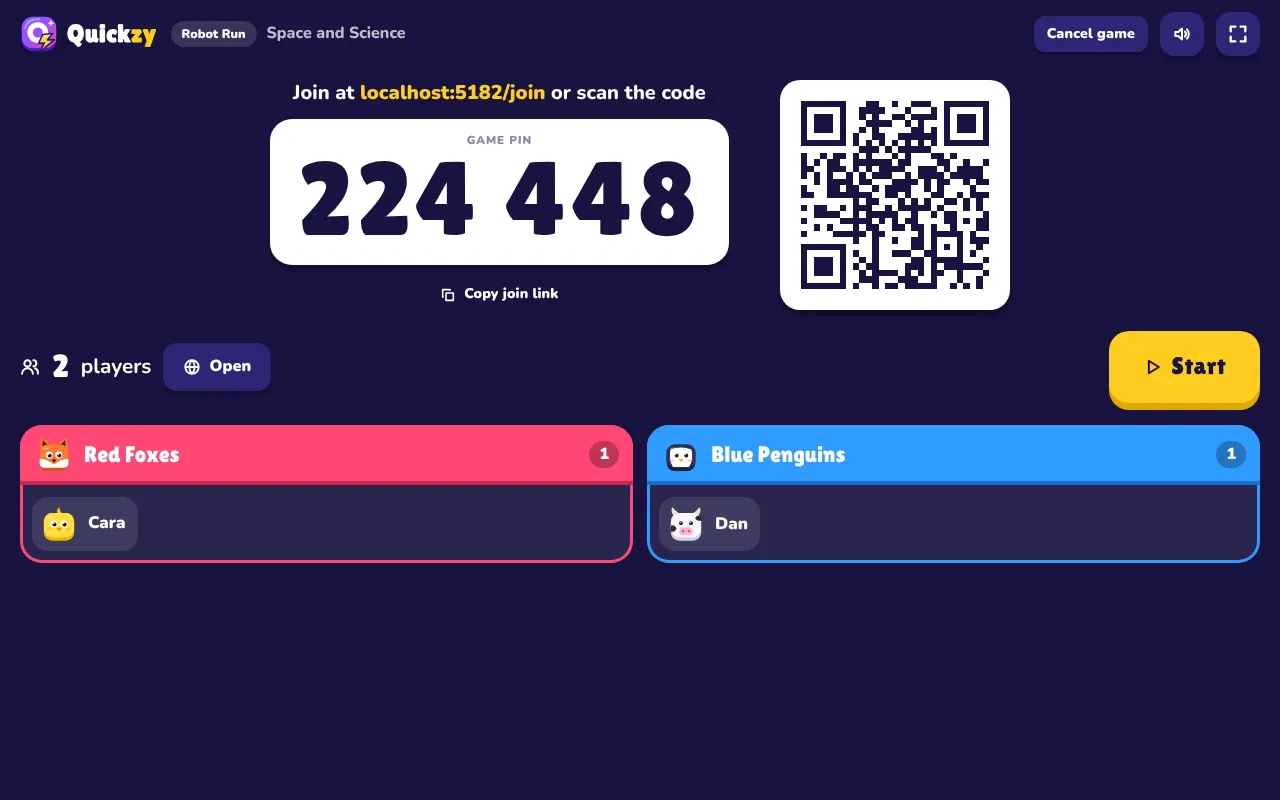 Quickzy
Robot Run
Space and Science
Cancel game
Join at localhost:5182/join or scan the code
GAME PIN
224 448
Copy join link
2 players
Open
Start
Red Foxes
1
Blue Penguins
1
Cara
Dan